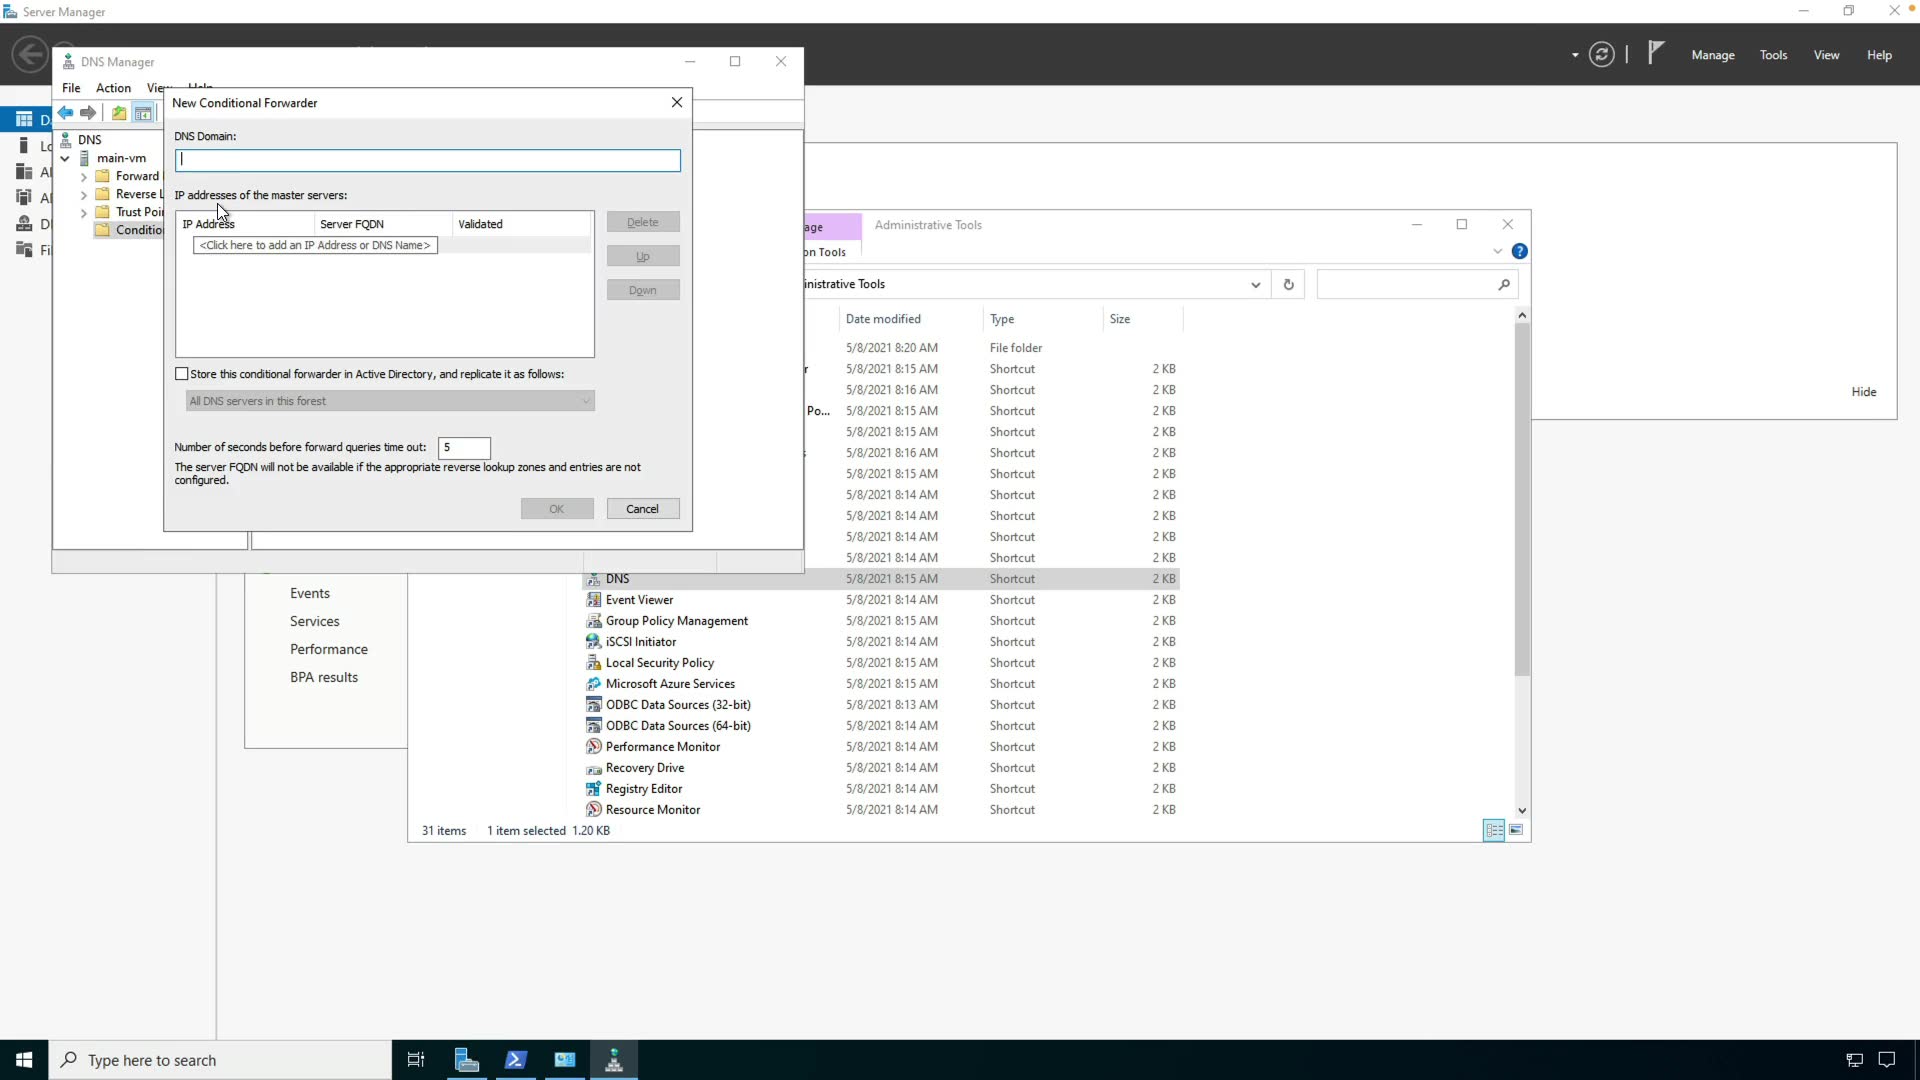 Server Manager
Manage
Tools
View
Help
DNS Manager
File
Action
New Conditional Forwarder
DNS
main-vm
Forward
Reverse L
Trust Poi
Conditio
DNS Domain:
IP addresses of the master servers:
IP Address
Server FQDN
Validated
<Click here to add an IP Address or DNS Name>
Delete
Up
Down
Store this conditional forwarder in Active Directory, and replicate it as follows:
All DNS servers in this forest
Number of seconds before forward queries time out:
5
The server FQDN will not be available if the appropriate reverse lookup zones and entries are not
configured.
OK
Cancel
Administrative Tools
on Tools
inistrative Tools
Date modified
Type
Size
5/8/2021 8:20 AM File folder
5/8/2021 8:15 AM Shortcut 2 KB
5/8/2021 8:16 AM Shortcut 2 KB
Po... 5/8/2021 8:15 AM Shortcut 2 KB
5/8/2021 8:15 AM Shortcut 2 KB
5/8/2021 8:16 AM Shortcut 2 KB
5/8/2021 8:15 AM Shortcut 2 KB
5/8/2021 8:14 AM Shortcut 2 KB
5/8/2021 8:14 AM Shortcut 2 KB
5/8/2021 8:14 AM Shortcut 2 KB
5/8/2021 8:14 AM Shortcut 2 KB
DNS 5/8/2021 8:15 AM Shortcut 2 KB
Event Viewer 5/8/2021 8:14 AM Shortcut 2 KB
Group Policy Management 5/8/2021 8:15 AM Shortcut 2 KB
iSCSI Initiator 5/8/2021 8:14 AM Shortcut 2 KB
Local Security Policy 5/8/2021 8:15 AM Shortcut 2 KB
Microsoft Azure Services 5/8/2021 8:15 AM Shortcut 2 KB
ODBC Data Sources (32-bit) 5/8/2021 8:13 AM Shortcut 2 KB
ODBC Data Sources (64-bit) 5/8/2021 8:14 AM Shortcut 2 KB
Performance Monitor 5/8/2021 8:14 AM Shortcut 2 KB
Recovery Drive 5/8/2021 8:14 AM Shortcut 2 KB
Registry Editor 5/8/2021 8:14 AM Shortcut 2 KB
Resource Monitor 5/8/2021 8:14 AM Shortcut 2 KB
31 items
1 item selected 1.20 KB
Hide
Events
Services
Performance
BPA results
Type here to search